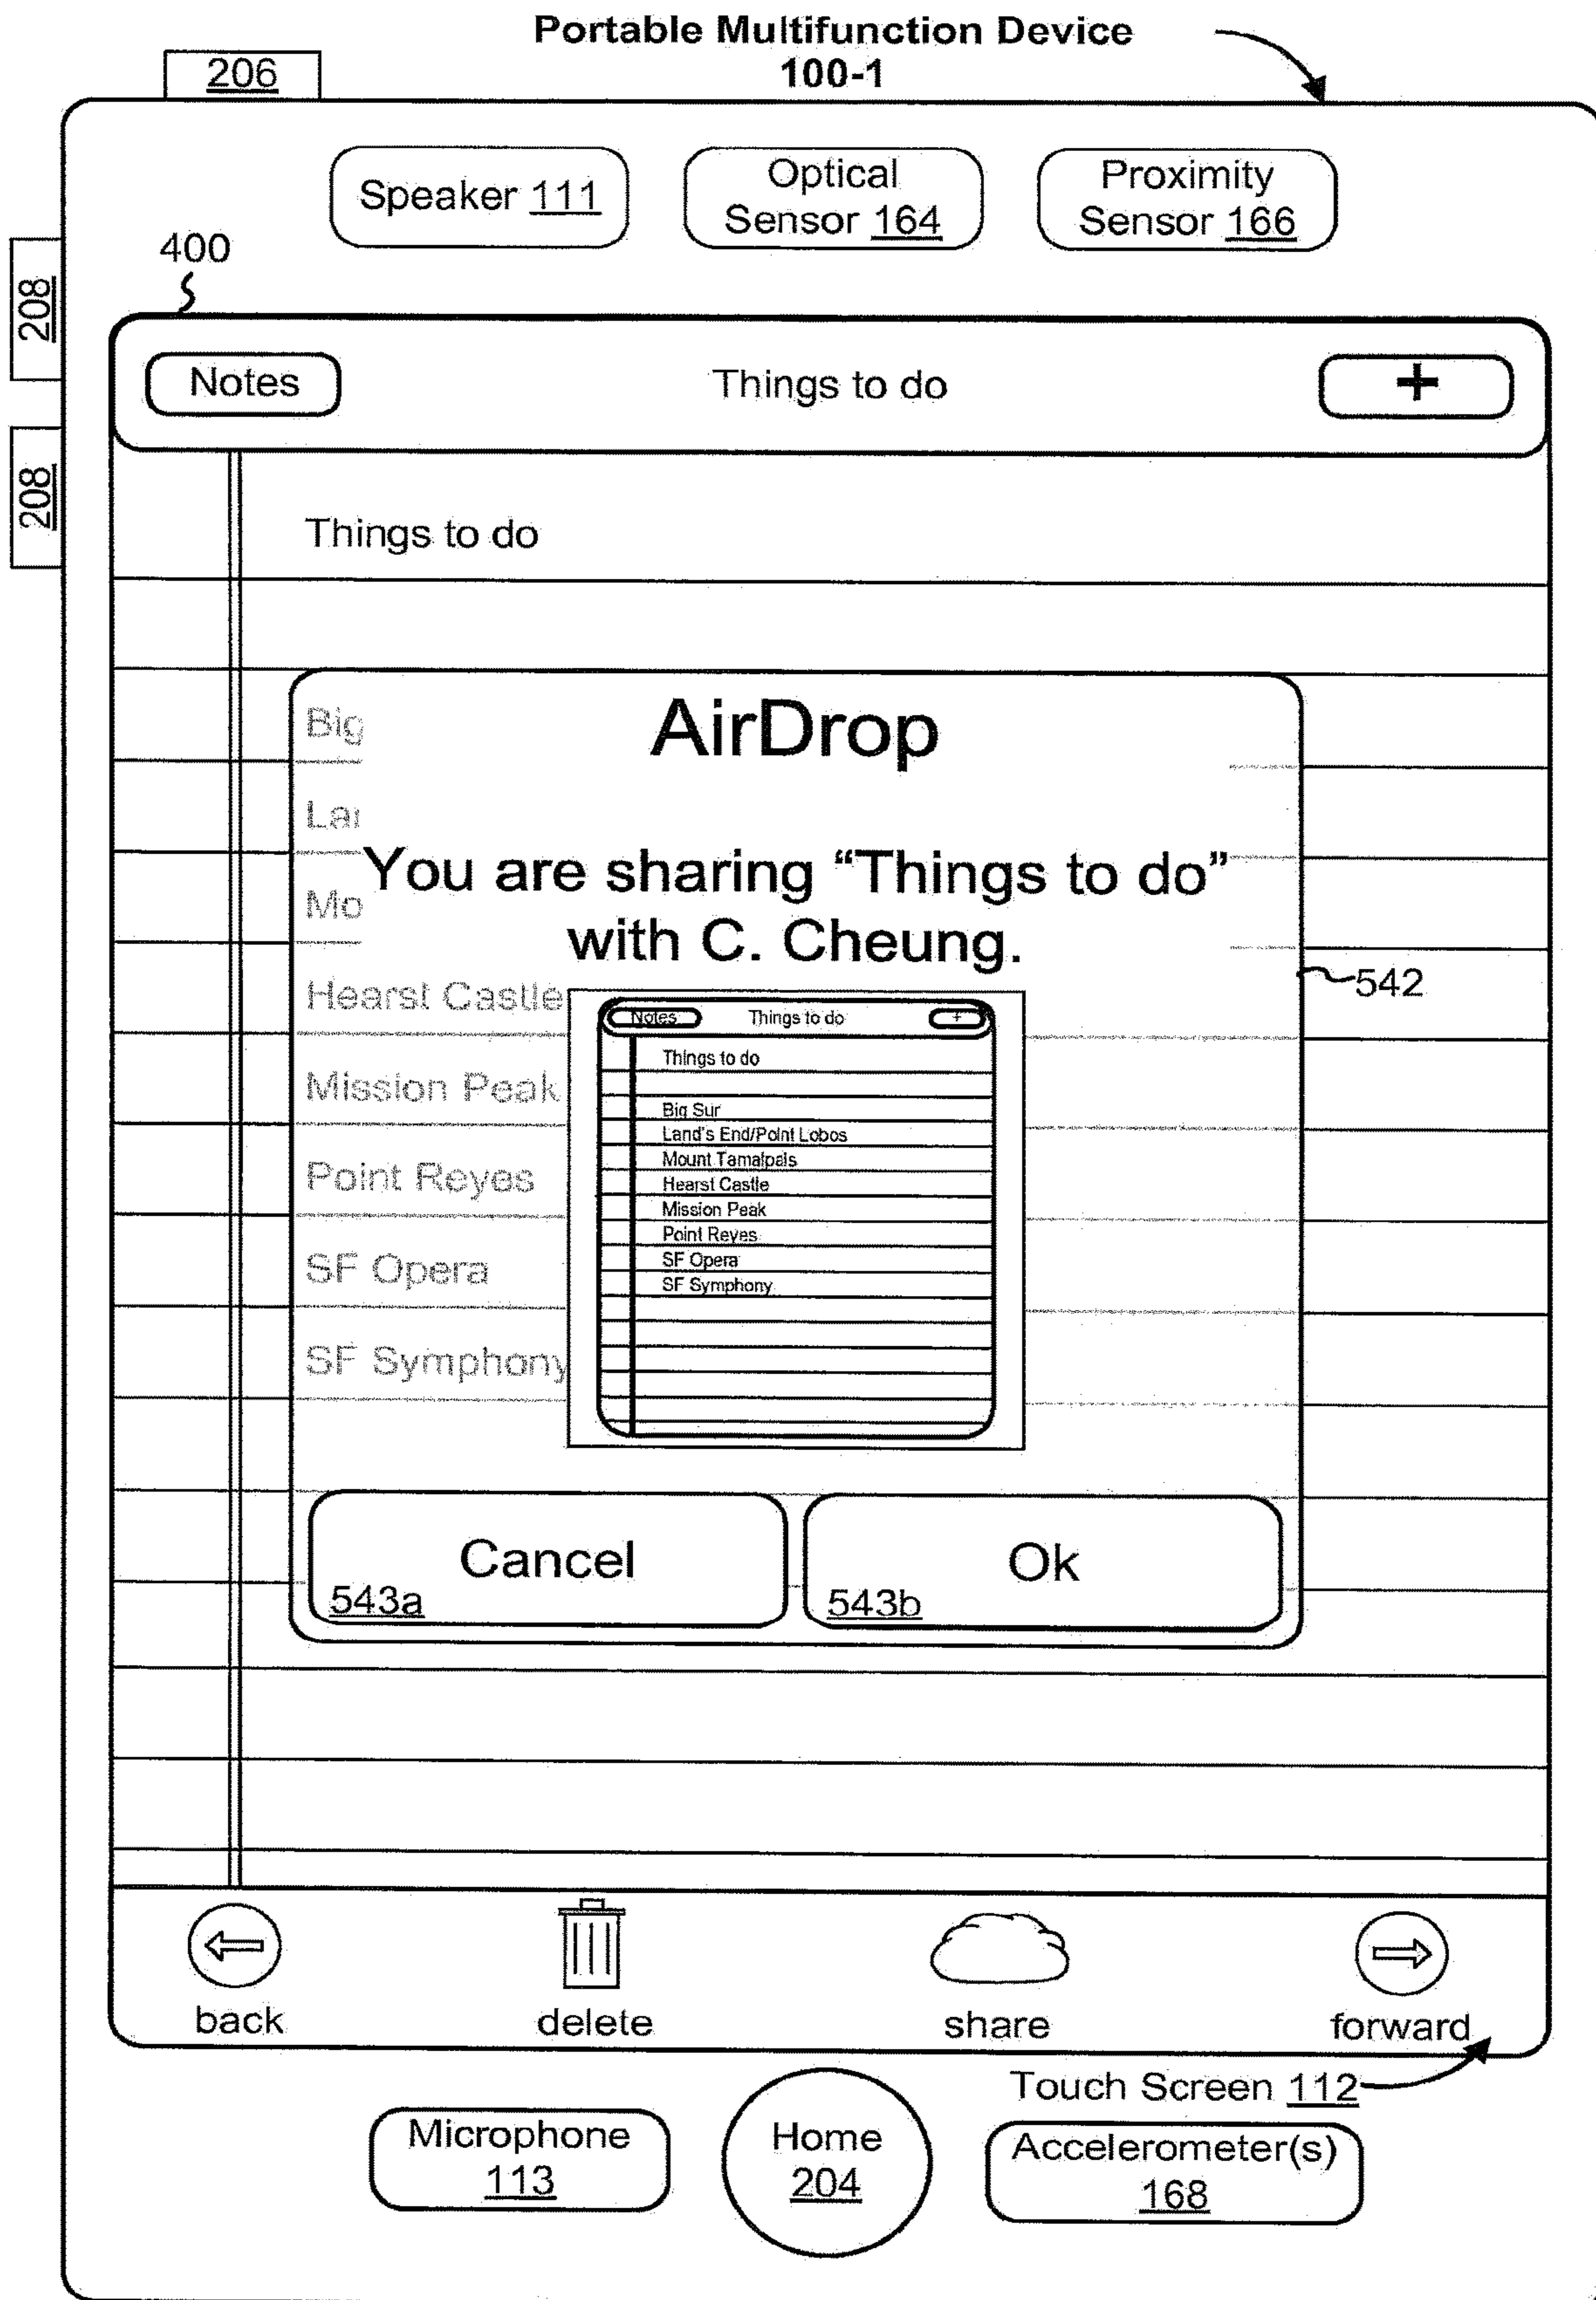 Portable Multifunction Device
100-1
206
Speaker 111
Optical
Sensor 164
Proximity
Sensor 166
400
208
208
Notes
Things to do
+
Things to do
Big
AirDrop
Mo
You are sharing “Things to do”
with C. Cheung.
542
Hearst Castle
Mission Peak
Point Reyes
SF Opera
SF Symphony
Notes
Things to do
+
Things to do
Big Sur
Land's End/Point Lobos
Mount Tamalpais
Hearst Castle
Mission Peak
Point Reyes
SF Opera
SF Symphony
Cancel
543a
Ok
543b
back
delete
share
forward
Touch Screen 112
Microphone
113
Home
204
Accelerometer(s)
168